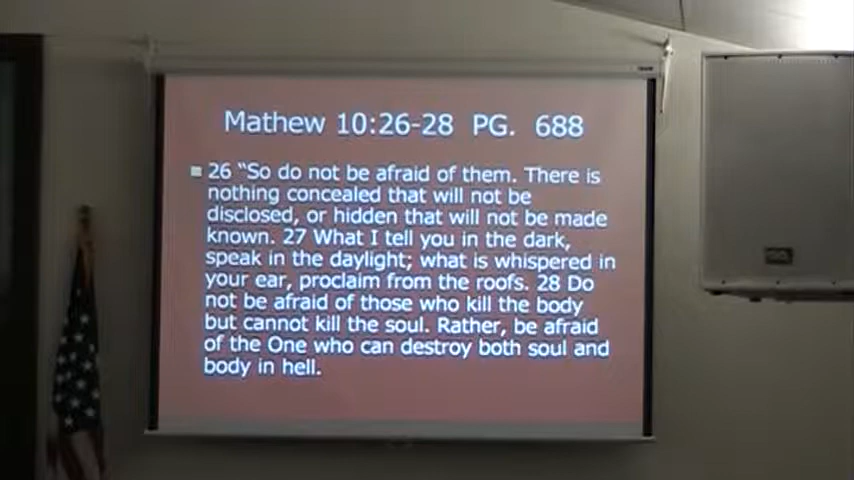 Mathew 10:26-28 PG. 688
26 “So do not be afraid of them. There is
nothing concealed that will not be
disclosed, or hidden that will not be made
known. 27 What I tell you in the dark,
speak in the daylight; what is whispered in
your ear, proclaim from the roofs. 28 Do
not be afraid of those who kill the body
but cannot kill the soul. Rather, be afraid
of the One who can destroy both soul and
body in hell.